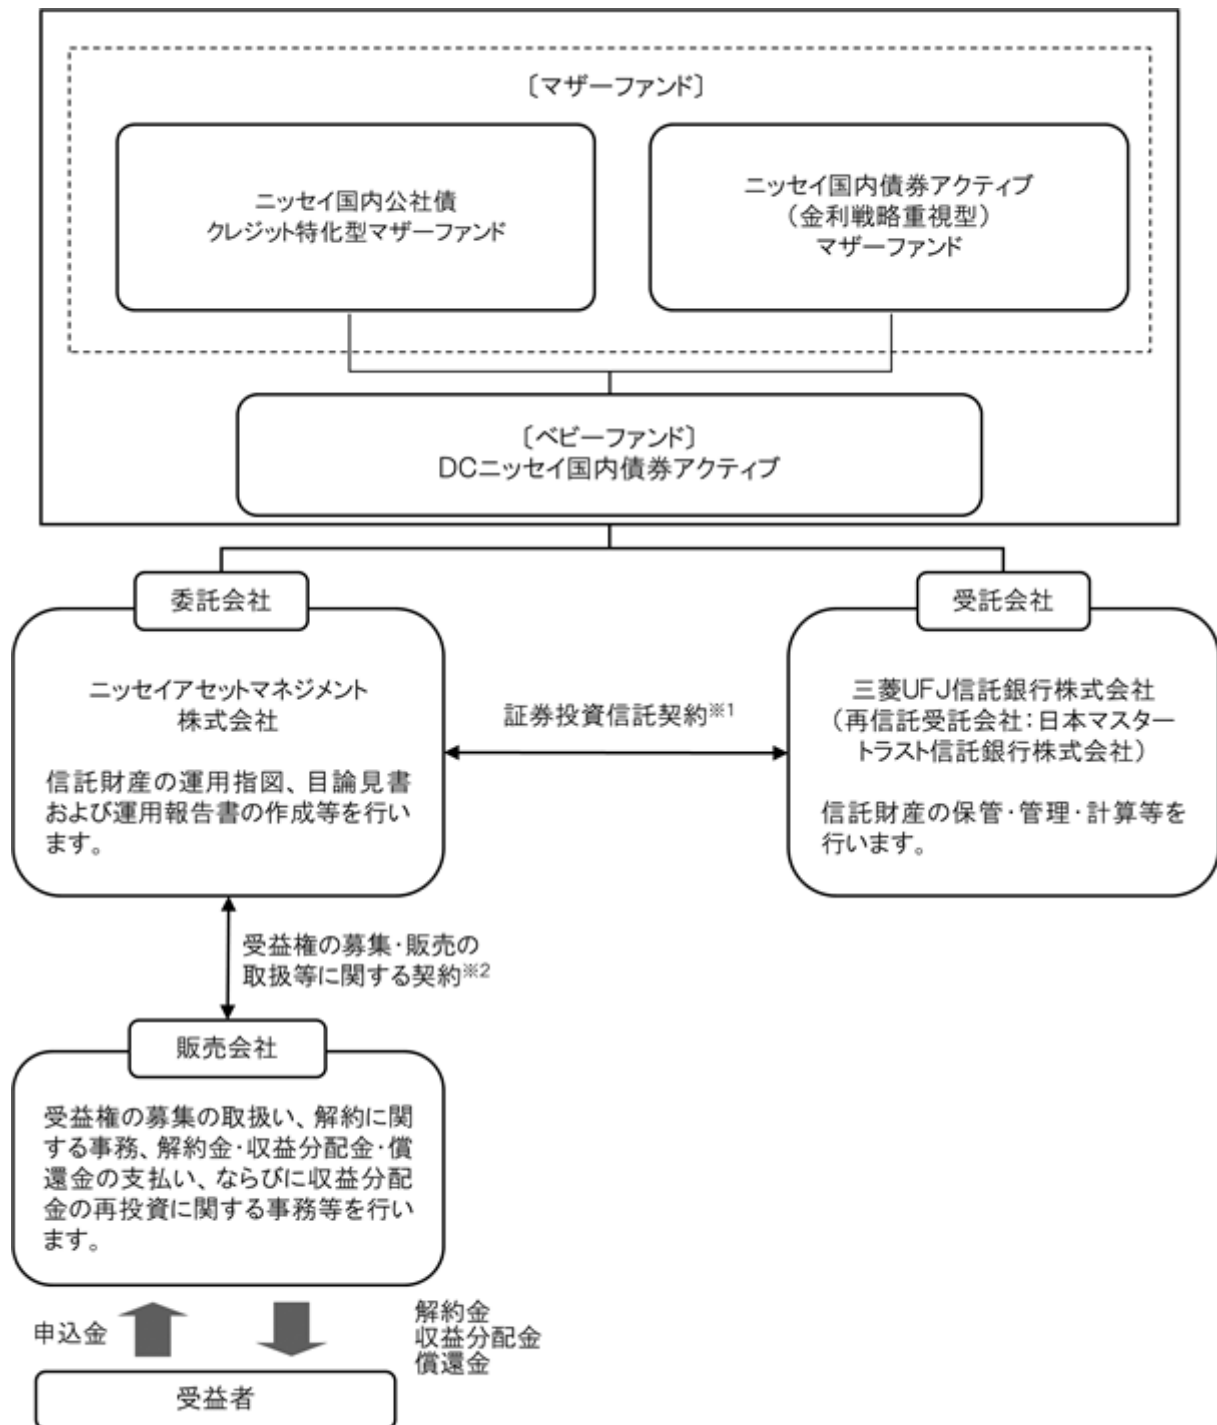 〔マザーファンド〕
ニッセイ国内公社債
クレジット特化型マザーファンド
ニッセイ国内債券アクティブ
（金利戦略重視型）
マザーファンド
〔ベビーファンド〕
DCニッセイ国内債券アクティブ
委託会社
ニッセイアセットマネジメント
株式会社
信託財産の運用指図、目論見書
および運用報告書の作成等を行い
ます。
証券投資信託契約※1
受託会社
三菱UFJ信託銀行株式会社
（再信託受託会社：日本マスター
トラスト信託銀行株式会社）
信託財産の保管・管理・計算等を
行います。
受益権の募集・販売の
取扱等に関する契約※2
販売会社
受益権の募集の取扱い、解約に関
する事務、解約金・収益分配金・償
還金の支払い、ならびに収益分配
金の再投資に関する事務等を行い
ます。
申込金
解約金
収益分配金
償還金
受益者